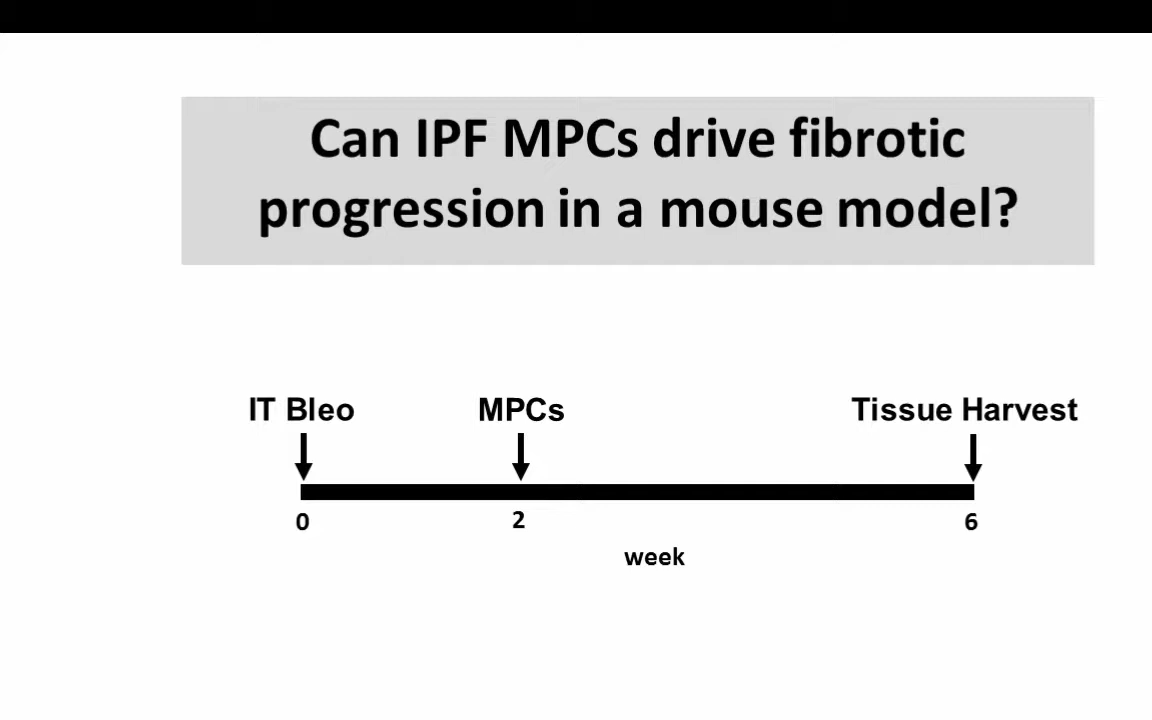 Can IPF MPCs drive fibrotic
progression in a mouse model?
IT Bleo
MPCs
Tissue Harvest
0
2
6
week